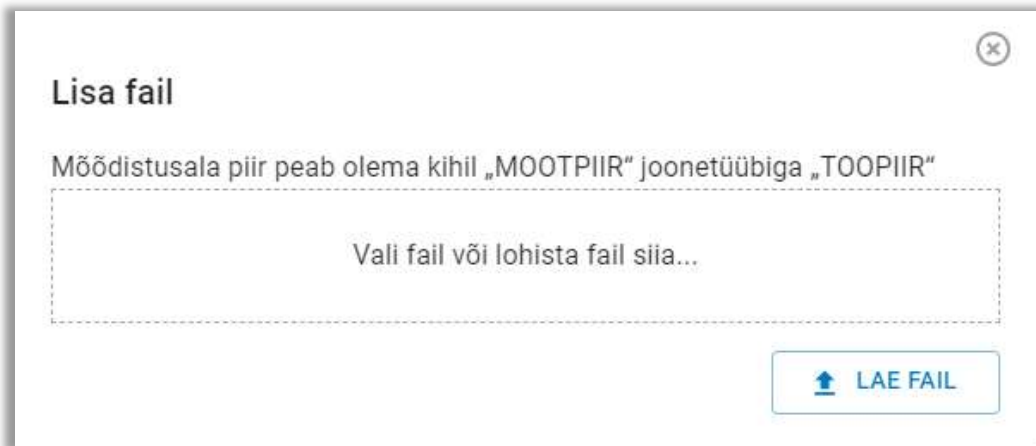 Lisa fail
Mõõdistusala piir peab olema kihil „MOOTPIIR“ joonetüübiga „TOOPIIR“
Vali fail või lohista fail siia...
LAE FAIL